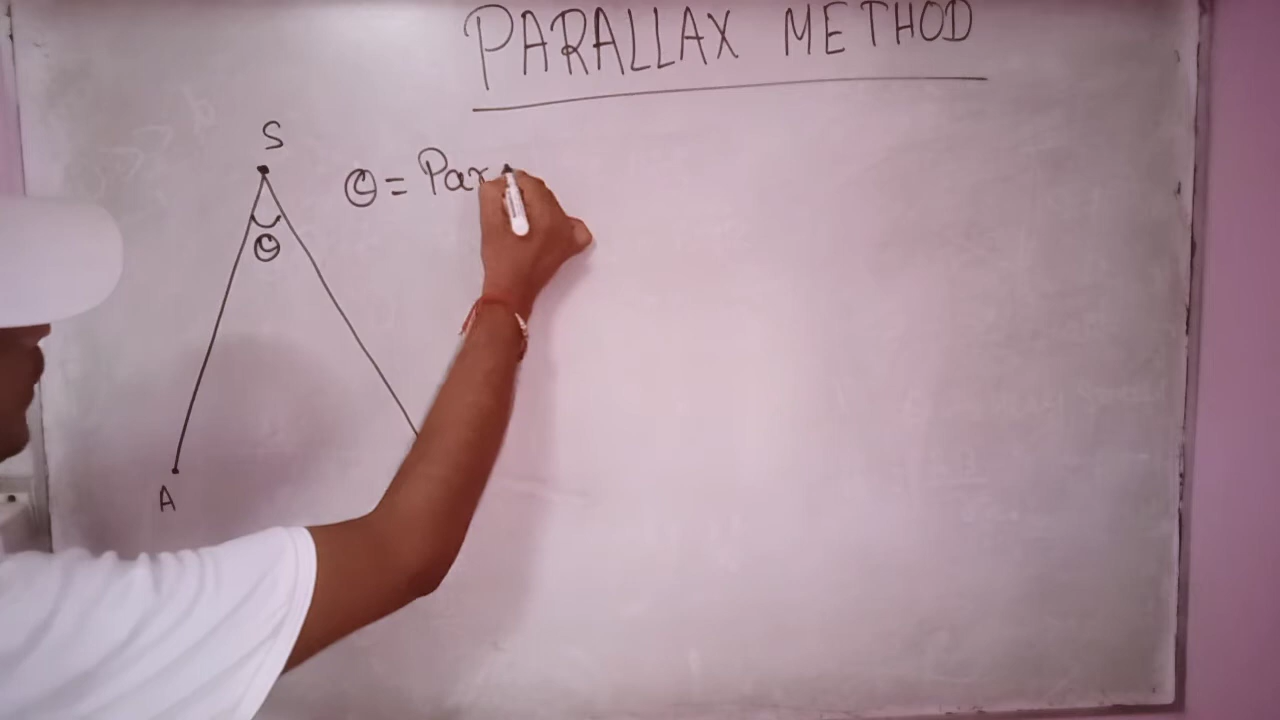 PARALLAX METHOD
S
θ = Par
θ
A